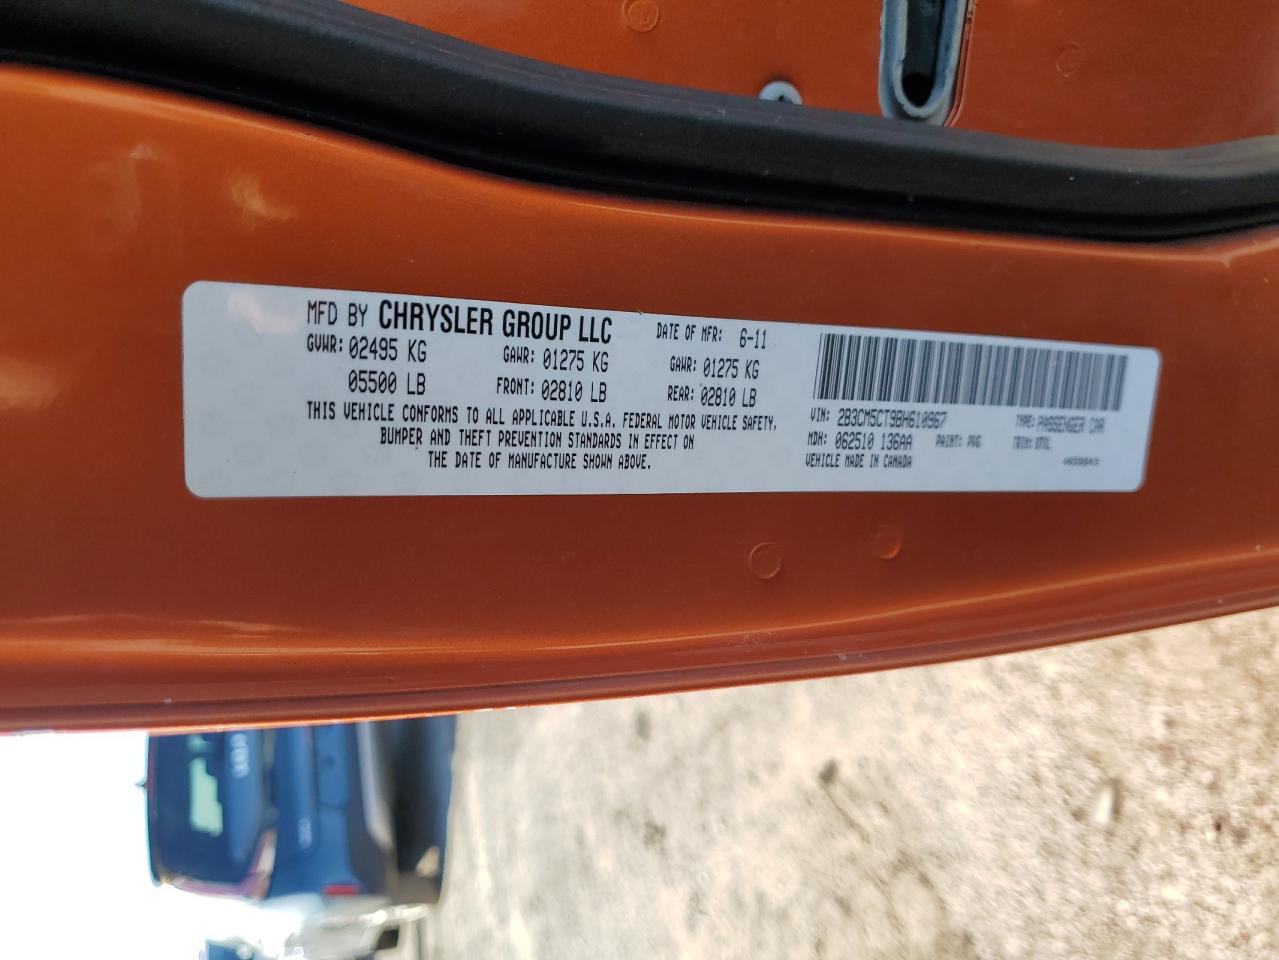 MFD BY CHRYSLER GROUP LLC DATE OF MFR: 6-11
GVWR: 02495 KG GAWR: 01275 KG GAWR: 01275 KG
05500 LB FRONT: 02810 LB REAR: 02810 LB
THIS VEHICLE CONFORMS TO ALL APPLICABLE U.S.A. FEDERAL MOTOR VEHICLE SAFETY,
BUMPER AND THEFT PREVENTION STANDARDS IN EFFECT ON
THE DATE OF MANUFACTURE SHOWN ABOVE.
VIN: 2B3CM5CT9BH610967 TYPE: PASSENGER CAR
MDH: 062510 136AA PAINT: PVG TRIM:
VEHICLE MADE IN CANADA